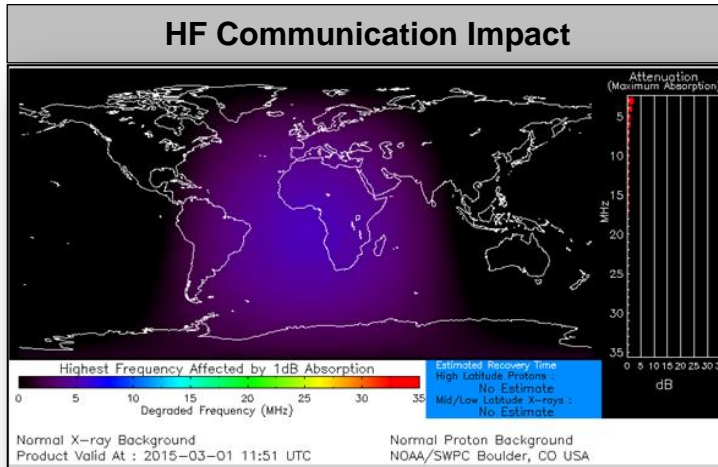 HF Communication Impact
Attenuation
(Maximum Absorption)
5
10
15
20
25
30
35
MHz
0 5 10 15 20 25 30 3
dB
Highest Frequency Affected by 1dB Absorption
0 5 10 15 20 25 30 35
Degraded Frequency (MHz)
Estimated Recovery Time
High Latitude Protons :
No Estimate
Mid/Low Latitude X-rays :
No Estimate
Normal X-ray Background
Product Valid At : 2015-03-01 11:51 UTC
Normal Proton Background
NOAA/SWPC Boulder, CO USA